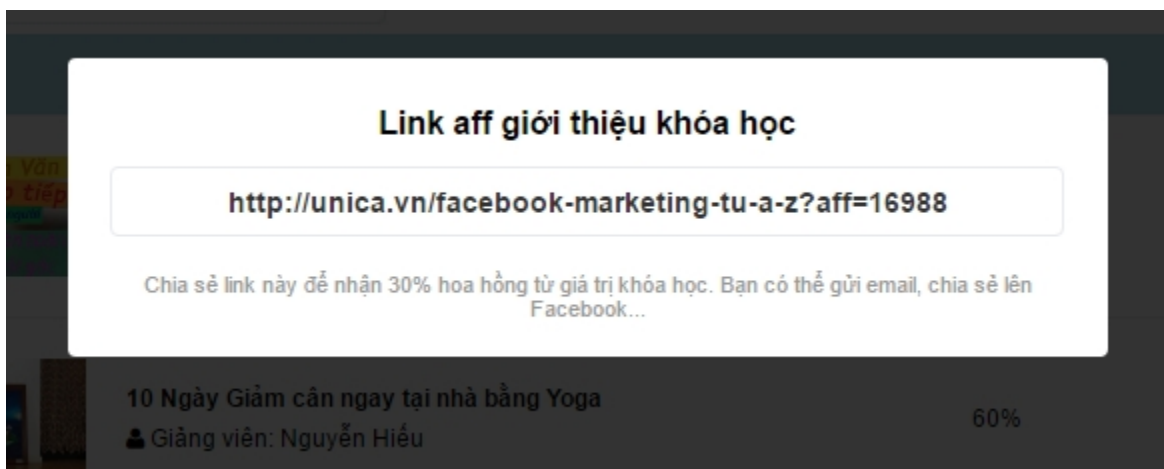 Link aff giới thiệu khóa học
http://unica.vn/facebook-marketing-tu-a-z?aff=16988
Chia sẻ link này để nhận 30% hoa hồng từ giá trị khóa học. Bạn có thể gửi email, chia sẻ lên
Facebook...
Văn
tiếp
10 Ngày Giảm cân ngay tại nhà bằng Yoga
Giảng viên: Nguyễn Hiếu
60%